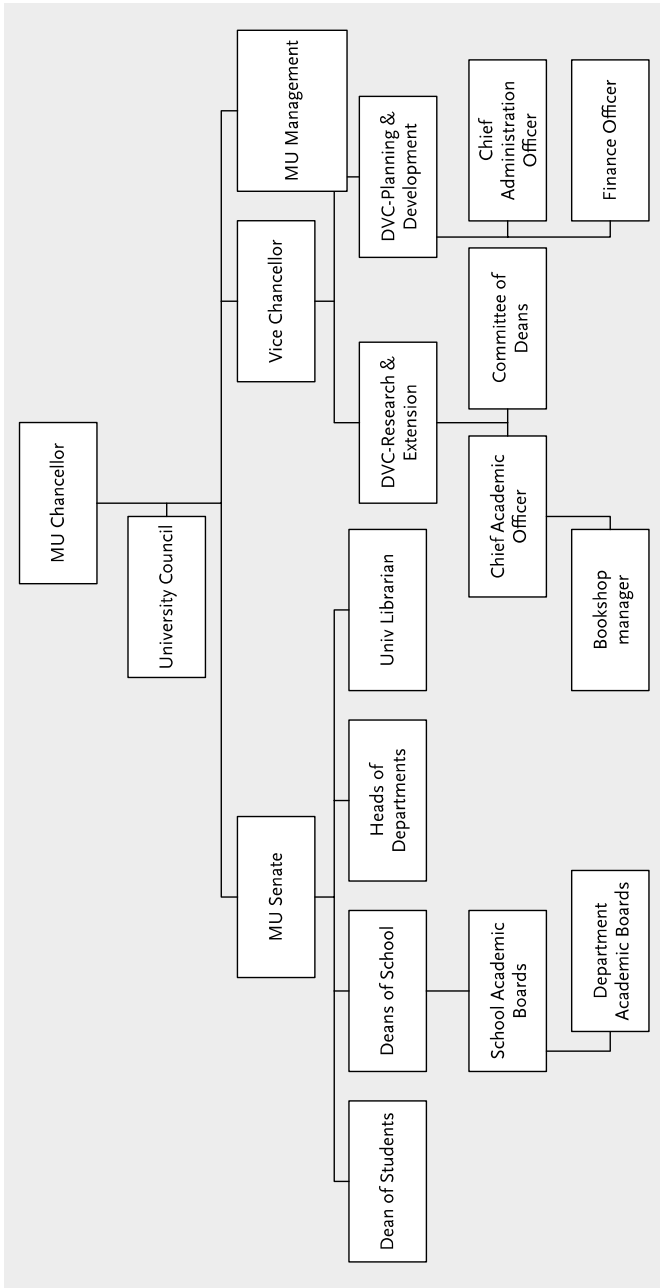 MU Chancellor
University Council
MU Senate
Vice Chancellor
MU Management
Dean of Students
Deans of School
Heads of
Departments
Univ Librarian
DVC-Research &
Extension
DVC-Planning &
Development
School Academic
Boards
Chief Academic
Officer
Committee of
Deans
Chief
Administration
Officer
Department
Academic Boards
Bookshop
manager
Finance Officer